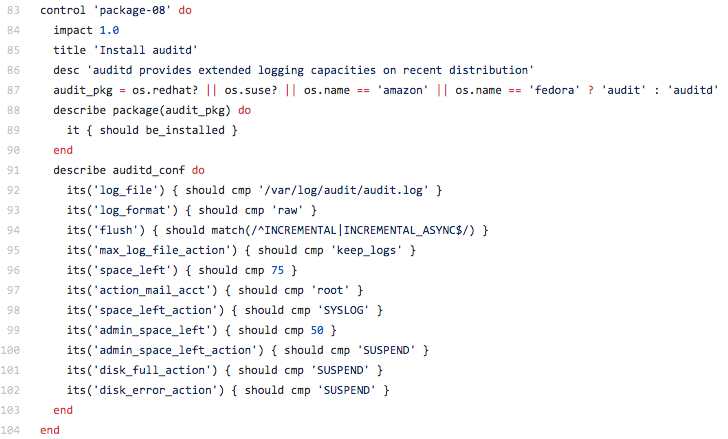 83 control 'package-08' do
84 impact 1.0
85 title 'Install auditd'
86 desc 'auditd provides extended logging capacities on recent distribution'
87 audit_pkg = os.redhat? || os.suse? || os.name == 'amazon' || os.name == 'fedora' ? 'audit' : 'auditd'
88 describe package(audit_pkg) do
89 it { should be_installed }
90 end
91 describe auditd_conf do
92 its('log_file') { should cmp '/var/log/audit/audit.log' }
93 its('log_format') { should cmp 'raw' }
94 its('flush') { should match(/^INCREMENTAL|INCREMENTAL_ASYNC$/) }
95 its('max_log_file_action') { should cmp 'keep_logs' }
96 its('space_left') { should cmp 75 }
97 its('action_mail_acct') { should cmp 'root' }
98 its('space_left_action') { should cmp 'SYSLOG' }
99 its('admin_space_left') { should cmp 50 }
100 its('admin_space_left_action') { should cmp 'SUSPEND' }
101 its('disk_full_action') { should cmp 'SUSPEND' }
102 its('disk_error_action') { should cmp 'SUSPEND' }
103 end
104 end